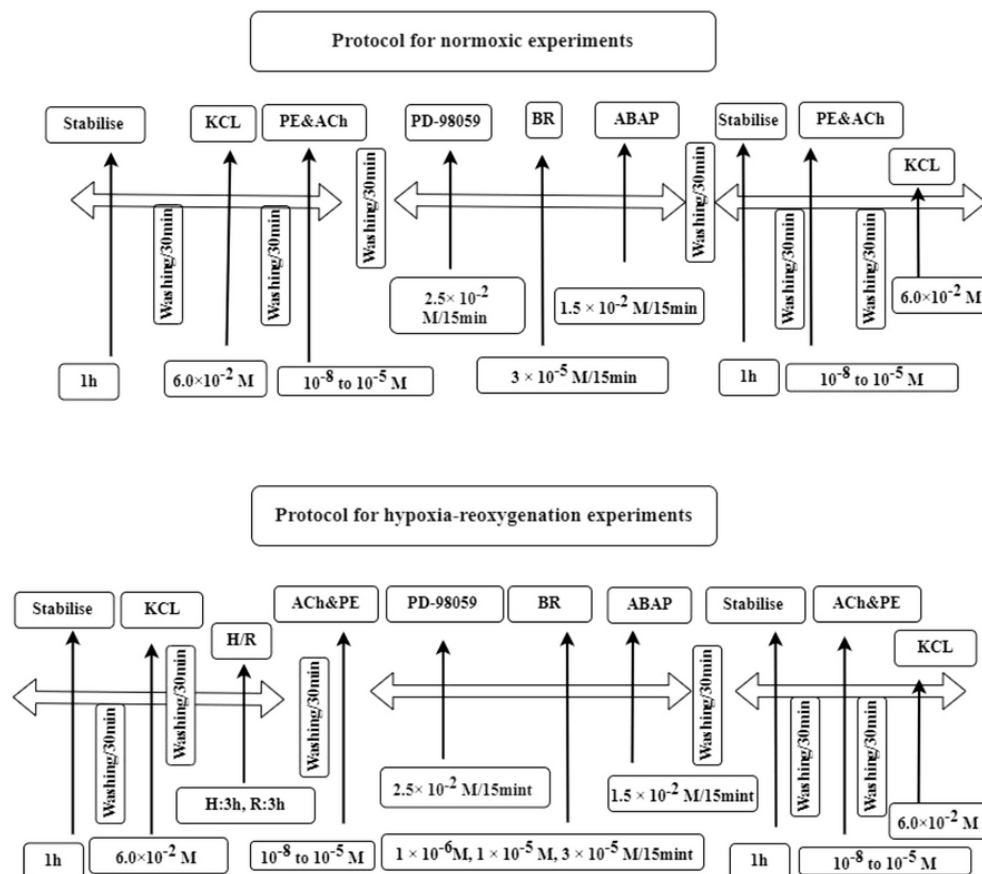 Protocol for normoxic experiments
Stabilise
KCL
PE&ACh
PD-98059
BR
ABAP
Stabilise
PE&ACh
KCL
Washing/30min
Washing/30min
Washing/30min
Washing/30min
Washing/30min
Washing/30min
2.5× 10⁻²
M/15min
1.5 × 10⁻² M/15min
6.0×10⁻² M
1h
6.0×10⁻² M
10⁻⁸ to 10⁻⁵ M
3 × 10⁻⁵ M/15min
1h
10⁻⁸ to 10⁻⁵ M
Protocol for hypoxia-reoxygenation experiments
Stabilise
KCL
H/R
ACh&PE
PD-98059
BR
ABAP
Stabilise
ACh&PE
KCL
Washing/30min
Washing/30min
Washing/30min
Washing/30min
Washing/30min
Washing/30min
H:3h, R:3h
2.5× 10⁻² M/15mint
1.5 × 10⁻² M/15mint
6.0×10⁻² M
1h
6.0×10⁻² M
10⁻⁸ to 10⁻⁵ M
1 × 10⁻⁶M, 1 × 10⁻⁵ M, 3 × 10⁻⁵ M/15mint
1h
10⁻⁸ to 10⁻⁵ M